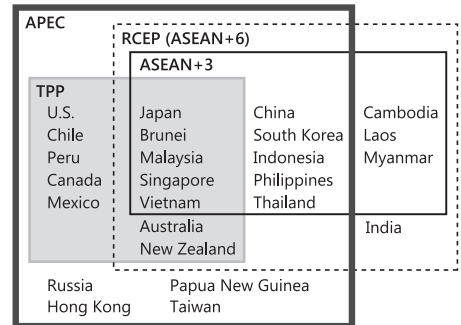 APEC
RCEP (ASEAN+6)
ASEAN+3
TPP
U.S. Japan China Cambodia
Chile Brunei South Korea Laos
Peru Malaysia Indonesia Myanmar
Canada Singapore Philippines
Mexico Vietnam Thailand
Australia India
New Zealand
Russia Papua New Guinea
Hong Kong Taiwan